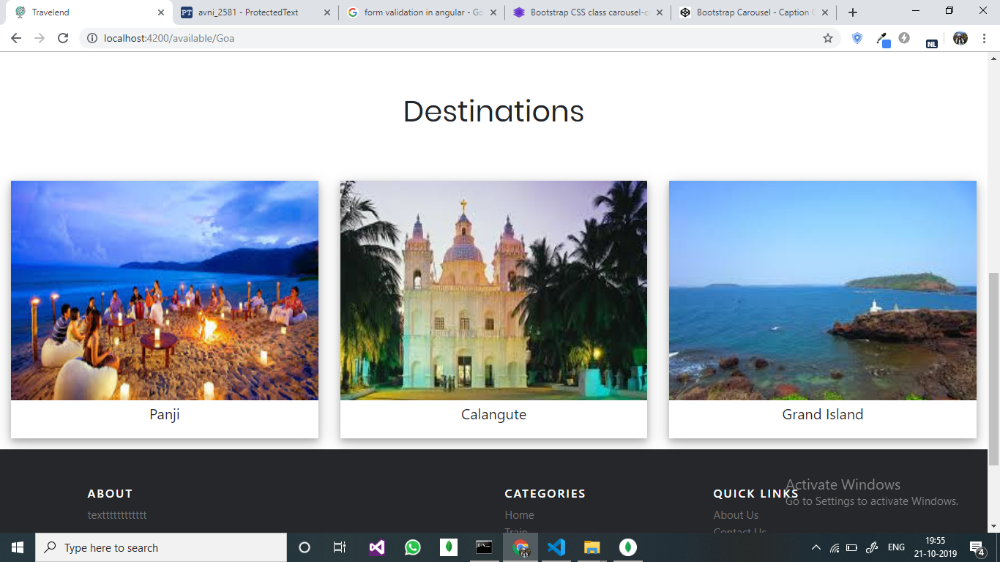 Travelend
avni_2581 - ProtectedText
form validation in angular - Go
Bootstrap CSS class carousel-c
Bootstrap Carousel - Caption
localhost:4200/available/Goa
NL
Destinations
Panji
Calangute
Grand Island
ABOUT
CATEGORIES
QUICK LINKS
Activate Windows
Go to Settings to activate Windows.
texttttttttttt
Home
About Us
Train
Contact Us
Type here to search
ENG
19:55
21-10-2019
4